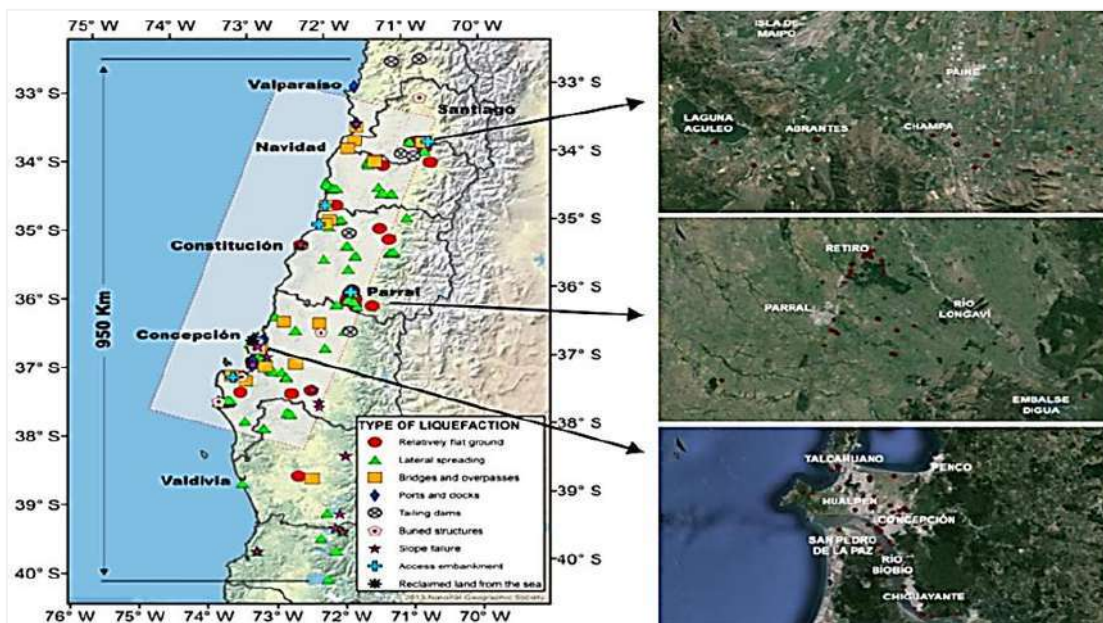 75° W 74° W 73° W 72° W 71° W 70° W
33° S
34° S
35° S
36° S
37° S
38° S
39° S
40° S
950 Km
Valparaíso
Santiago
Navidad
Constitución
Parral
Concepción
Valdivia
33° S
34° S
35° S
36° S
37° S
38° S
39° S
40° S
TYPE OF LIQUEFACTION
Relatively flat ground
Lateral spreading
Bridges and overpasses
Ports and docks
Tailing dams
Buried structures
Slope failure
Access embankment
Reclaimed land from the sea
© 2013 National Geographic Society
76° W 75° W 74° W 73° W 72° W 71° W
ISLA DE
MAIPO
PAINE
LAGUNA
ACULEO
ABRANTES
CHAMPA
RETIRO
PARRAL
RÍO
LONGAVÍ
EMBALSE
DIGUA
TALCAHUANO
PENCO
HUALPEN
CONCEPCIÓN
SAN PEDRO
DE LA PAZ
RÍO
BIOBÍO
CHIGUAYANTE